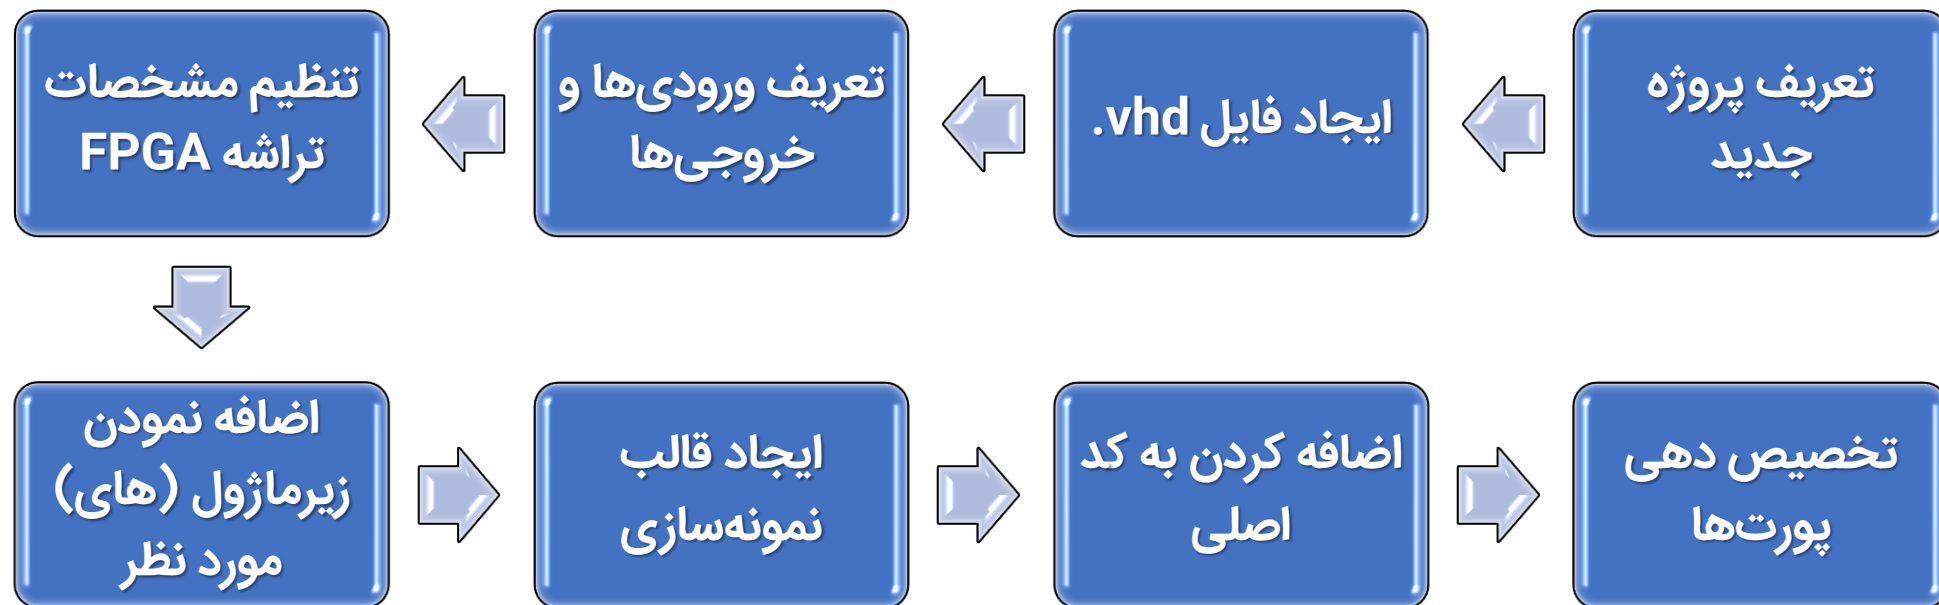 تعریف پروژه
جدید
ایجاد فایل vhd.
تعریف ورودی‌ها و
خروجی‌ها
تنظیم مشخصات
تراشه FPGA
اضافه نمودن
زیرماژول (های)
مورد نظر
ایجاد قالب
نمونه‌سازی
اضافه کردن به کد
اصلی
تخصیص دهی
پورت‌ها